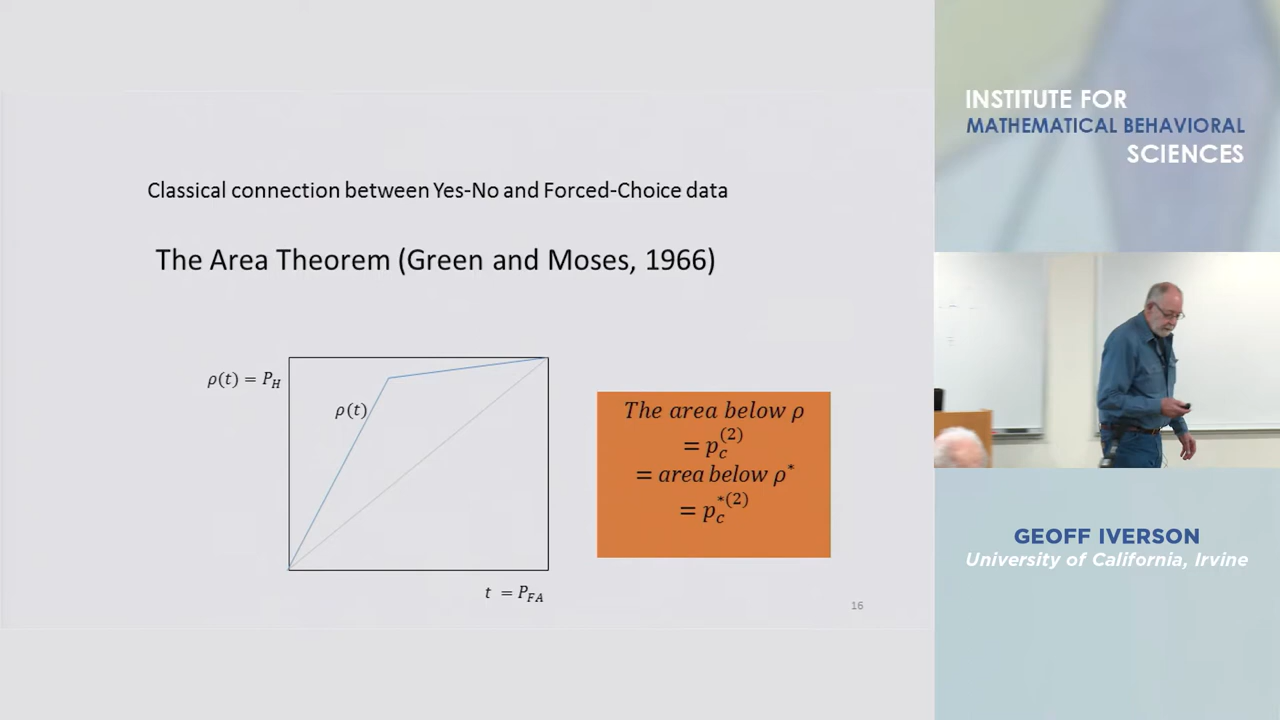 Classical connection between Yes-No and Forced-Choice data
The Area Theorem (Green and Moses, 1966)
ρ(t) = P_H
ρ(t)
t = P_FA
The area below ρ
= p_c^(2)
= area below ρ^*
= p_c^*(2)
16
INSTITUTE FOR
MATHEMATICAL BEHAVIORAL
SCIENCES
GEOFF IVERSON
University of California, Irvine